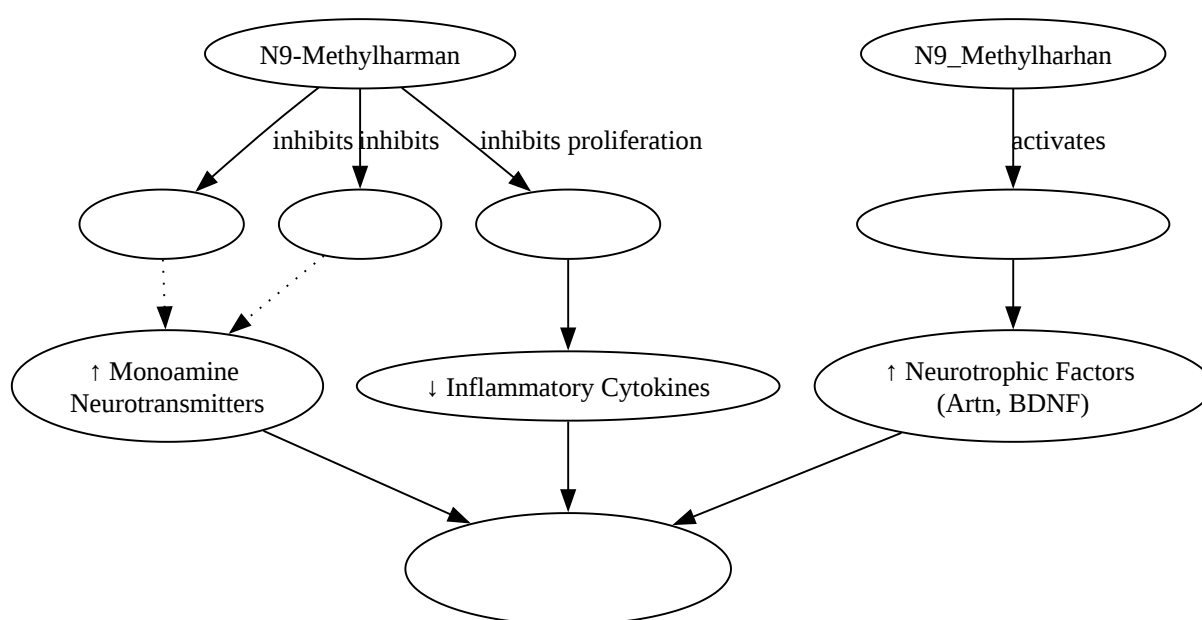 N9-Methylharman
N9_Methylharhan
inhibits
inhibits
inhibits proliferation
activates
↑ Monoamine
Neurotransmitters
↓ Inflammatory Cytokines
↑ Neurotrophic Factors
(Artn, BDNF)